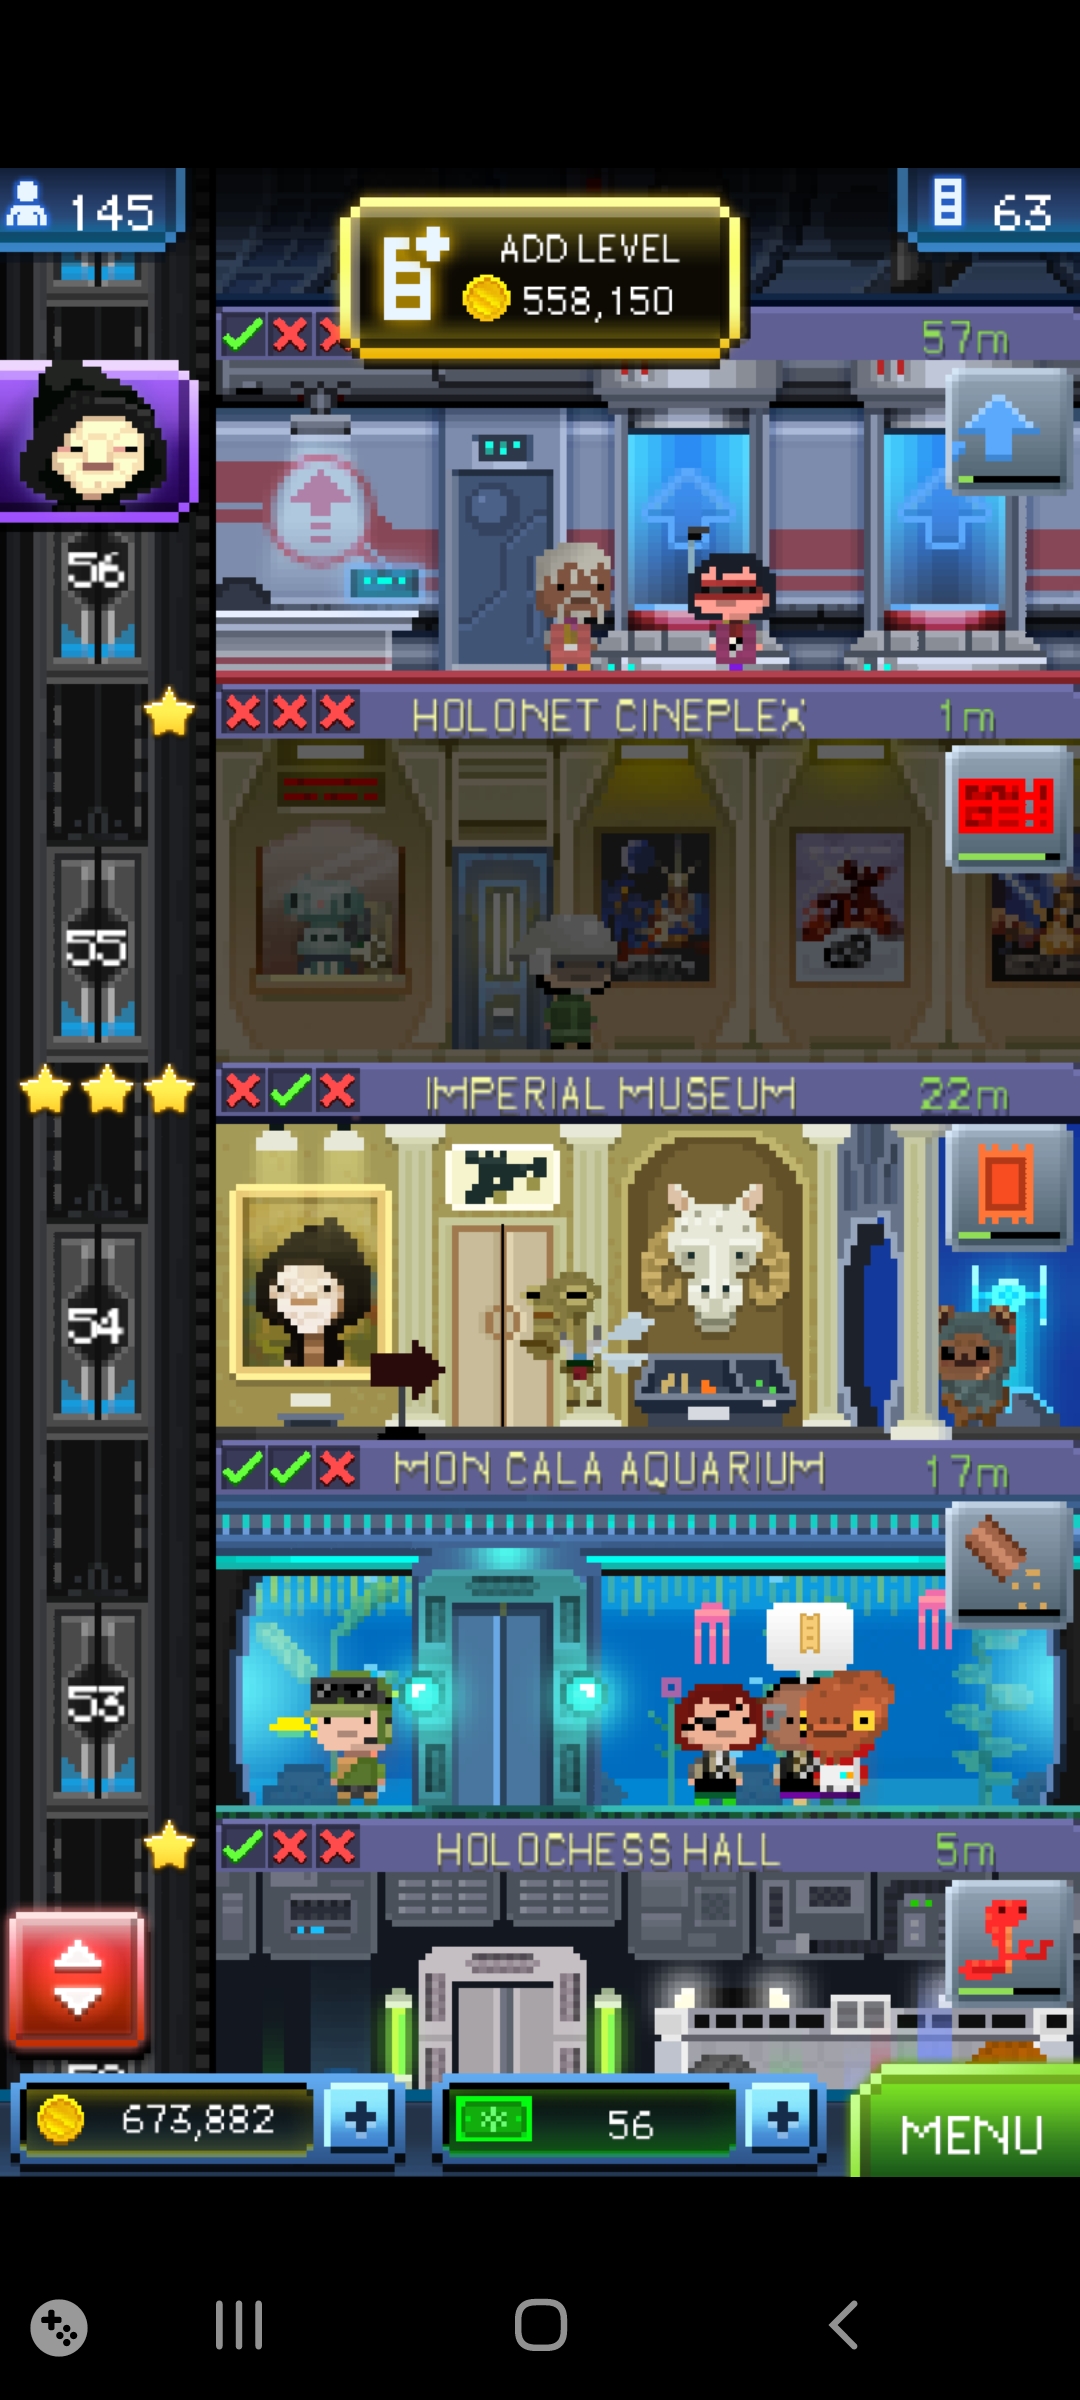 145
ADD LEVEL
558,150
63
57m
56
HOLONET CINEPLEX
1m
55
IMPERIAL MUSEUM
22m
54
MON CALA AQUARIUM
17m
53
HOLOCHESS HALL
5m
673,882
56
MENU